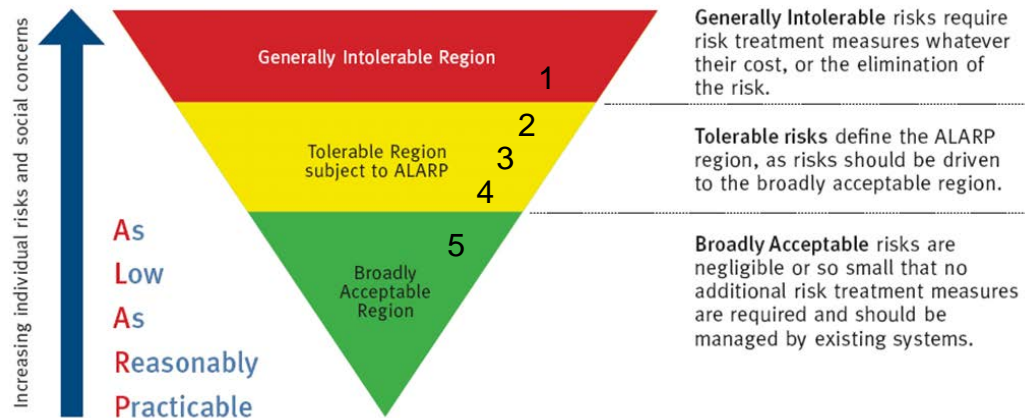 Increasing individual risks and social concerns
Generally Intolerable Region
1
Tolerable Region
subject to ALARP
2
3
4
5
Broadly
Acceptable
Region
As
Low
As
Reasonably
Practicable
Generally Intolerable risks require
risk treatment measures whatever
their cost, or the elimination of
the risk.
Tolerable risks define the ALARP
region, as risks should be driven
to the broadly acceptable region.
Broadly Acceptable risks are
negligible or so small that no
additional risk treatment measures
are required and should be
managed by existing systems.